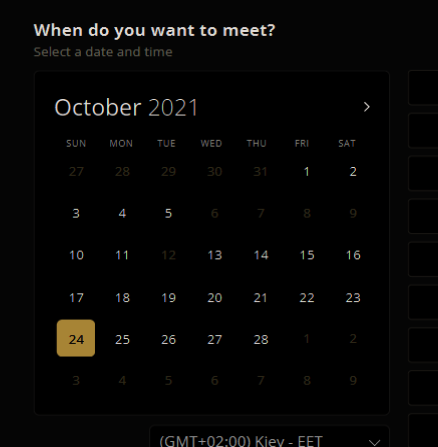 When do you want to meet?
Select a date and time
October 2021 >
SUN MON TUE WED THU FRI SAT
27 28 29 30 31 1 2
3 4 5 6 7 8 9
10 11 12 13 14 15 16
17 18 19 20 21 22 23
24 25 26 27 28 1 2
3 4 5 6 7 8 9
(GMT+02:00) Kiev - EET